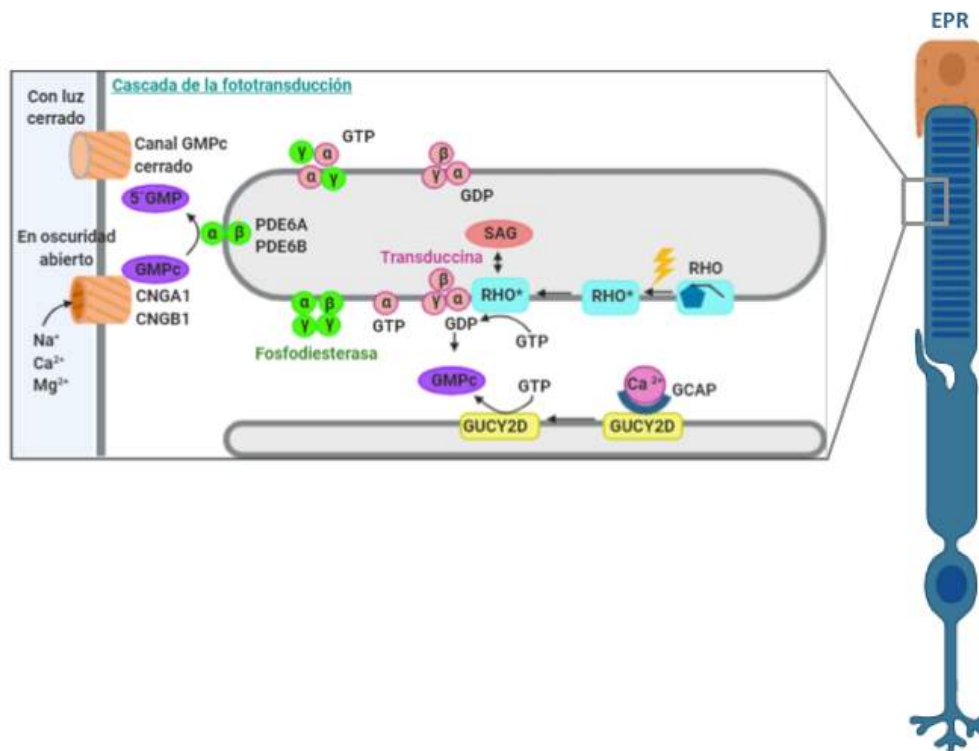 EPR
Cascada de la fototransducción
Con luz
cerrado
Canal GMPc
cerrado
5´GMP
En oscuridad
abierto
GMPc
CNGA1
CNGB1
Na⁺
Ca²⁺
Mg²⁺
α β
PDE6A
PDE6B
γ α
α γ
GTP
β
γ α
GDP
SAG
Transduccina
β
γ α
GDP
RHO*
RHO*
RHO
α β
γ γ
Fosfodiesterasa
α
GTP
GTP
GMPc
GTP
Ca ²⁺
GCAP
GUCY2D
GUCY2D